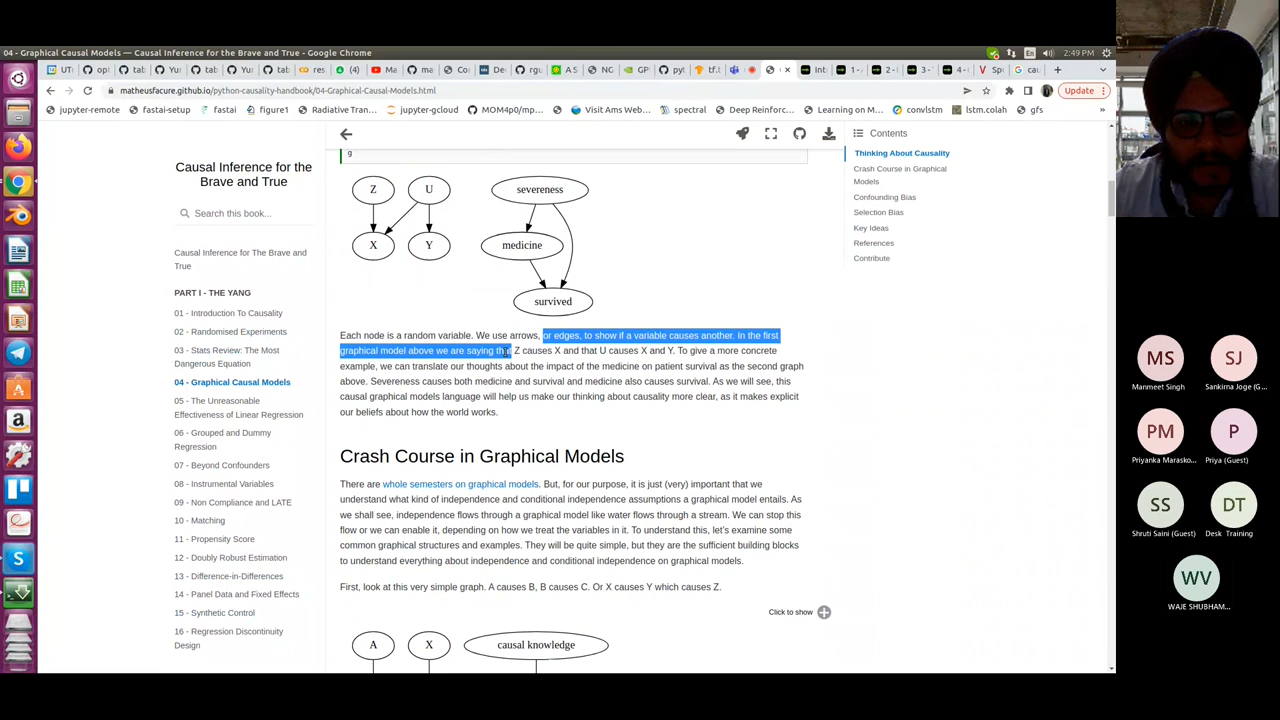 04 - Graphical Causal Models — Causal Inference for the Brave and True - Google Chrome
En
2:49 PM
matheusfacure.github.io/python-causality-handbook/04-Graphical-Causal-Models.html
Update
jupyter-remote
fastai-setup
fastai
figure1
Radiative Tran...
jupyter-gcloud
MOM4p0/mp...
Visit Ams Web...
spectral
Deep Reinforc...
Learning on M...
convlstm
lstm.colah
gfs
Causal Inference for the
Brave and True
Search this book...
Causal Inference for The Brave and
True
PART I - THE YANG
01 - Introduction To Causality
02 - Randomised Experiments
03 - Stats Review: The Most
Dangerous Equation
04 - Graphical Causal Models
05 - The Unreasonable
Effectiveness of Linear Regression
06 - Grouped and Dummy
Regression
07 - Beyond Confounders
08 - Instrumental Variables
09 - Non Compliance and LATE
10 - Matching
11 - Propensity Score
12 - Doubly Robust Estimation
13 - Difference-in-Differences
14 - Panel Data and Fixed Effects
15 - Synthetic Control
16 - Regression Discontinuity
Design
g
Z
U
severeness
X
Y
medicine
survived
Each node is a random variable. We use arrows, or edges, to show if a variable causes another. In the first
graphical model above we are saying that Z causes X and that U causes X and Y. To give a more concrete
example, we can translate our thoughts about the impact of the medicine on patient survival as the second graph
above. Severeness causes both medicine and survival and medicine also causes survival. As we will see, this
causal graphical models language will help us make our thinking about causality more clear, as it makes explicit
our beliefs about how the world works.
Crash Course in Graphical Models
There are whole semesters on graphical models. But, for our purpose, it is just (very) important that we
understand what kind of independence and conditional independence assumptions a graphical model entails. As
we shall see, independence flows through a graphical model like water flows through a stream. We can stop this
flow or we can enable it, depending on how we treat the variables in it. To understand this, let's examine some
common graphical structures and examples. They will be quite simple, but they are the sufficient building blocks
to understand everything about independence and conditional independence on graphical models.
First, look at this very simple graph. A causes B, B causes C. Or X causes Y which causes Z.
Click to show
A
X
causal knowledge
Contents
Thinking About Causality
Crash Course in Graphical
Models
Confounding Bias
Selection Bias
Key Ideas
References
Contribute
MS
Manmeet Singh
SJ
Sankirna Joge (G...
PM
Priyanka Marasko...
P
Priya (Guest)
SS
Shruti Saini (Guest)
DT
Desk Training
WV
WAJE SHUBHAM...